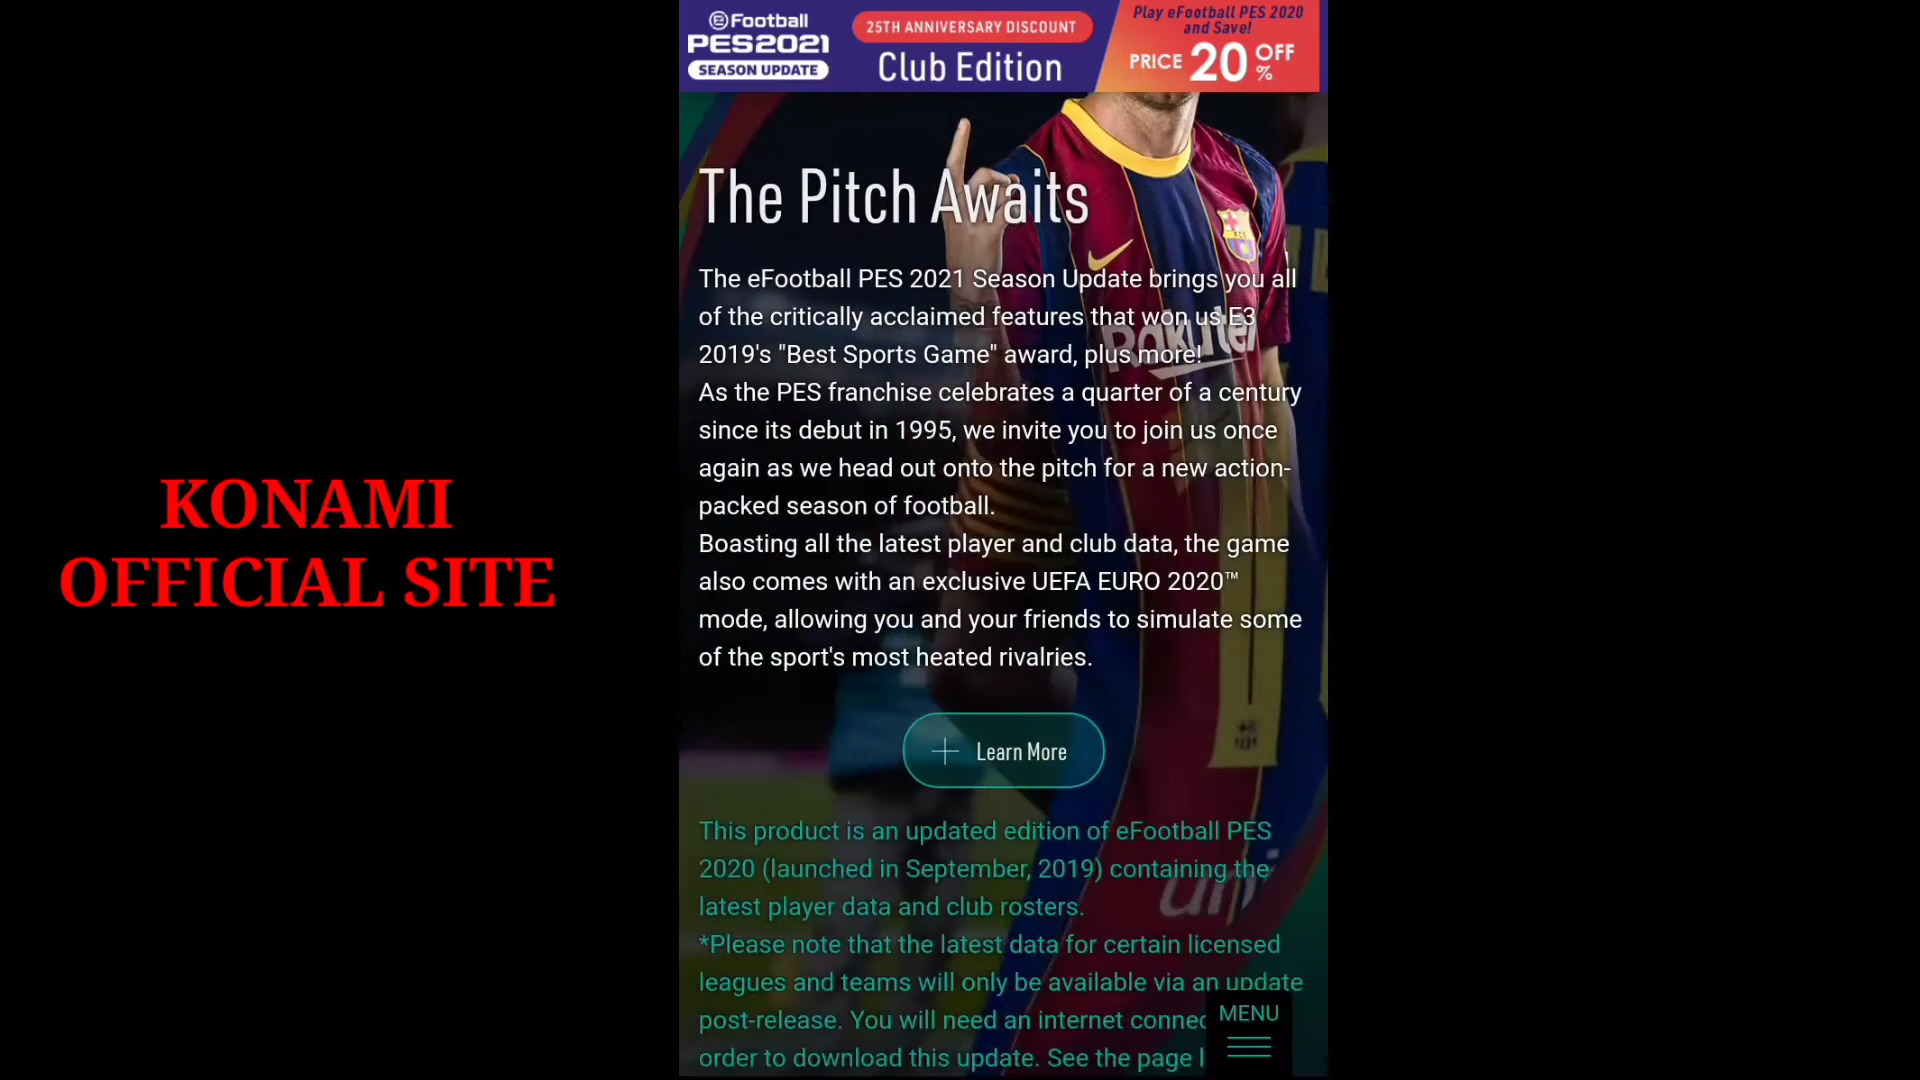 eFootball
PES2021
SEASON UPDATE
25TH ANNIVERSARY DISCOUNT
Club Edition
Play eFootball PES 2020
and Save!
PRICE 20 % OFF
The Pitch Awaits
The eFootball PES 2021 Season Update brings you all
of the critically acclaimed features that won us E3
2019's "Best Sports Game" award, plus more!
As the PES franchise celebrates a quarter of a century
since its debut in 1995, we invite you to join us once
again as we head out onto the pitch for a new action-
packed season of football.
Boasting all the latest player and club data, the game
also comes with an exclusive UEFA EURO 2020™
mode, allowing you and your friends to simulate some
of the sport's most heated rivalries.
Rakuten
KONAMI
OFFICIAL SITE
+ Learn More
This product is an updated edition of eFootball PES
2020 (launched in September, 2019) containing the
latest player data and club rosters.
*Please note that the latest data for certain licensed
leagues and teams will only be available via an update
post-release. You will need an internet connec
order to download this update. See the page l
MENU